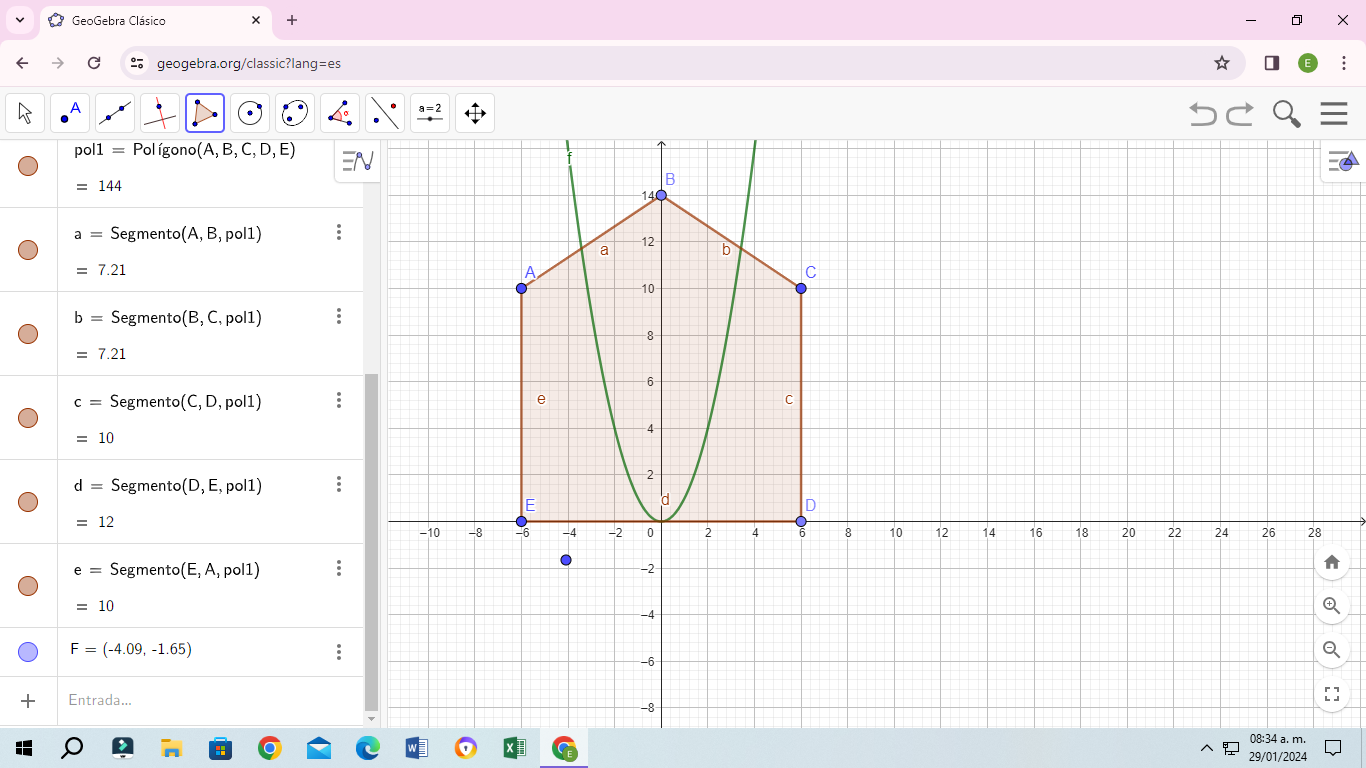 GeoGebra Clásico
geogebra.org/classic?lang=es
E
A
a=2
pol1 = Polígono(A, B, C, D, E)
= 144
a = Segmento(A, B, pol1)
= 7.21
b = Segmento(B, C, pol1)
= 7.21
c = Segmento(C, D, pol1)
= 10
d = Segmento(D, E, pol1)
= 12
e = Segmento(E, A, pol1)
= 10
F = (-4.09, -1.65)
Entrada...
f
B
14
a
12
b
A
10
C
8
e
c
6
4
2
E
d
D
−10 −8 −6 −4 −2 0 2 4 6 8 10 12 14 16 18 20 22 24 26 28
−2
−4
−6
−8
E
08:34 a. m.
29/01/2024